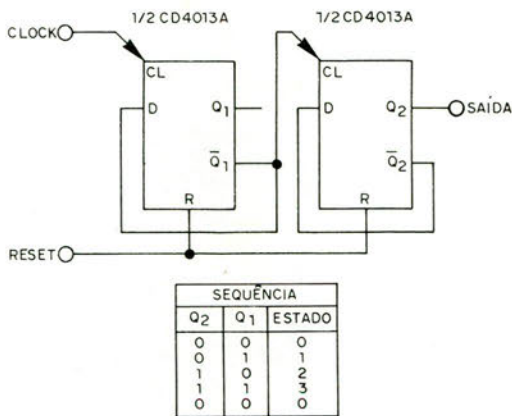 1/2 CD4013A
1/2 CD4013A
CLOCK
CL
D
Q1
Q̅1
R
CL
D
Q2
Q̅2
R
SAÍDA
RESET
SEQUÊNCIA
Q2 Q1 ESTADO
0 0 0
0 1 1
1 0 2
1 1 3
0 0 0